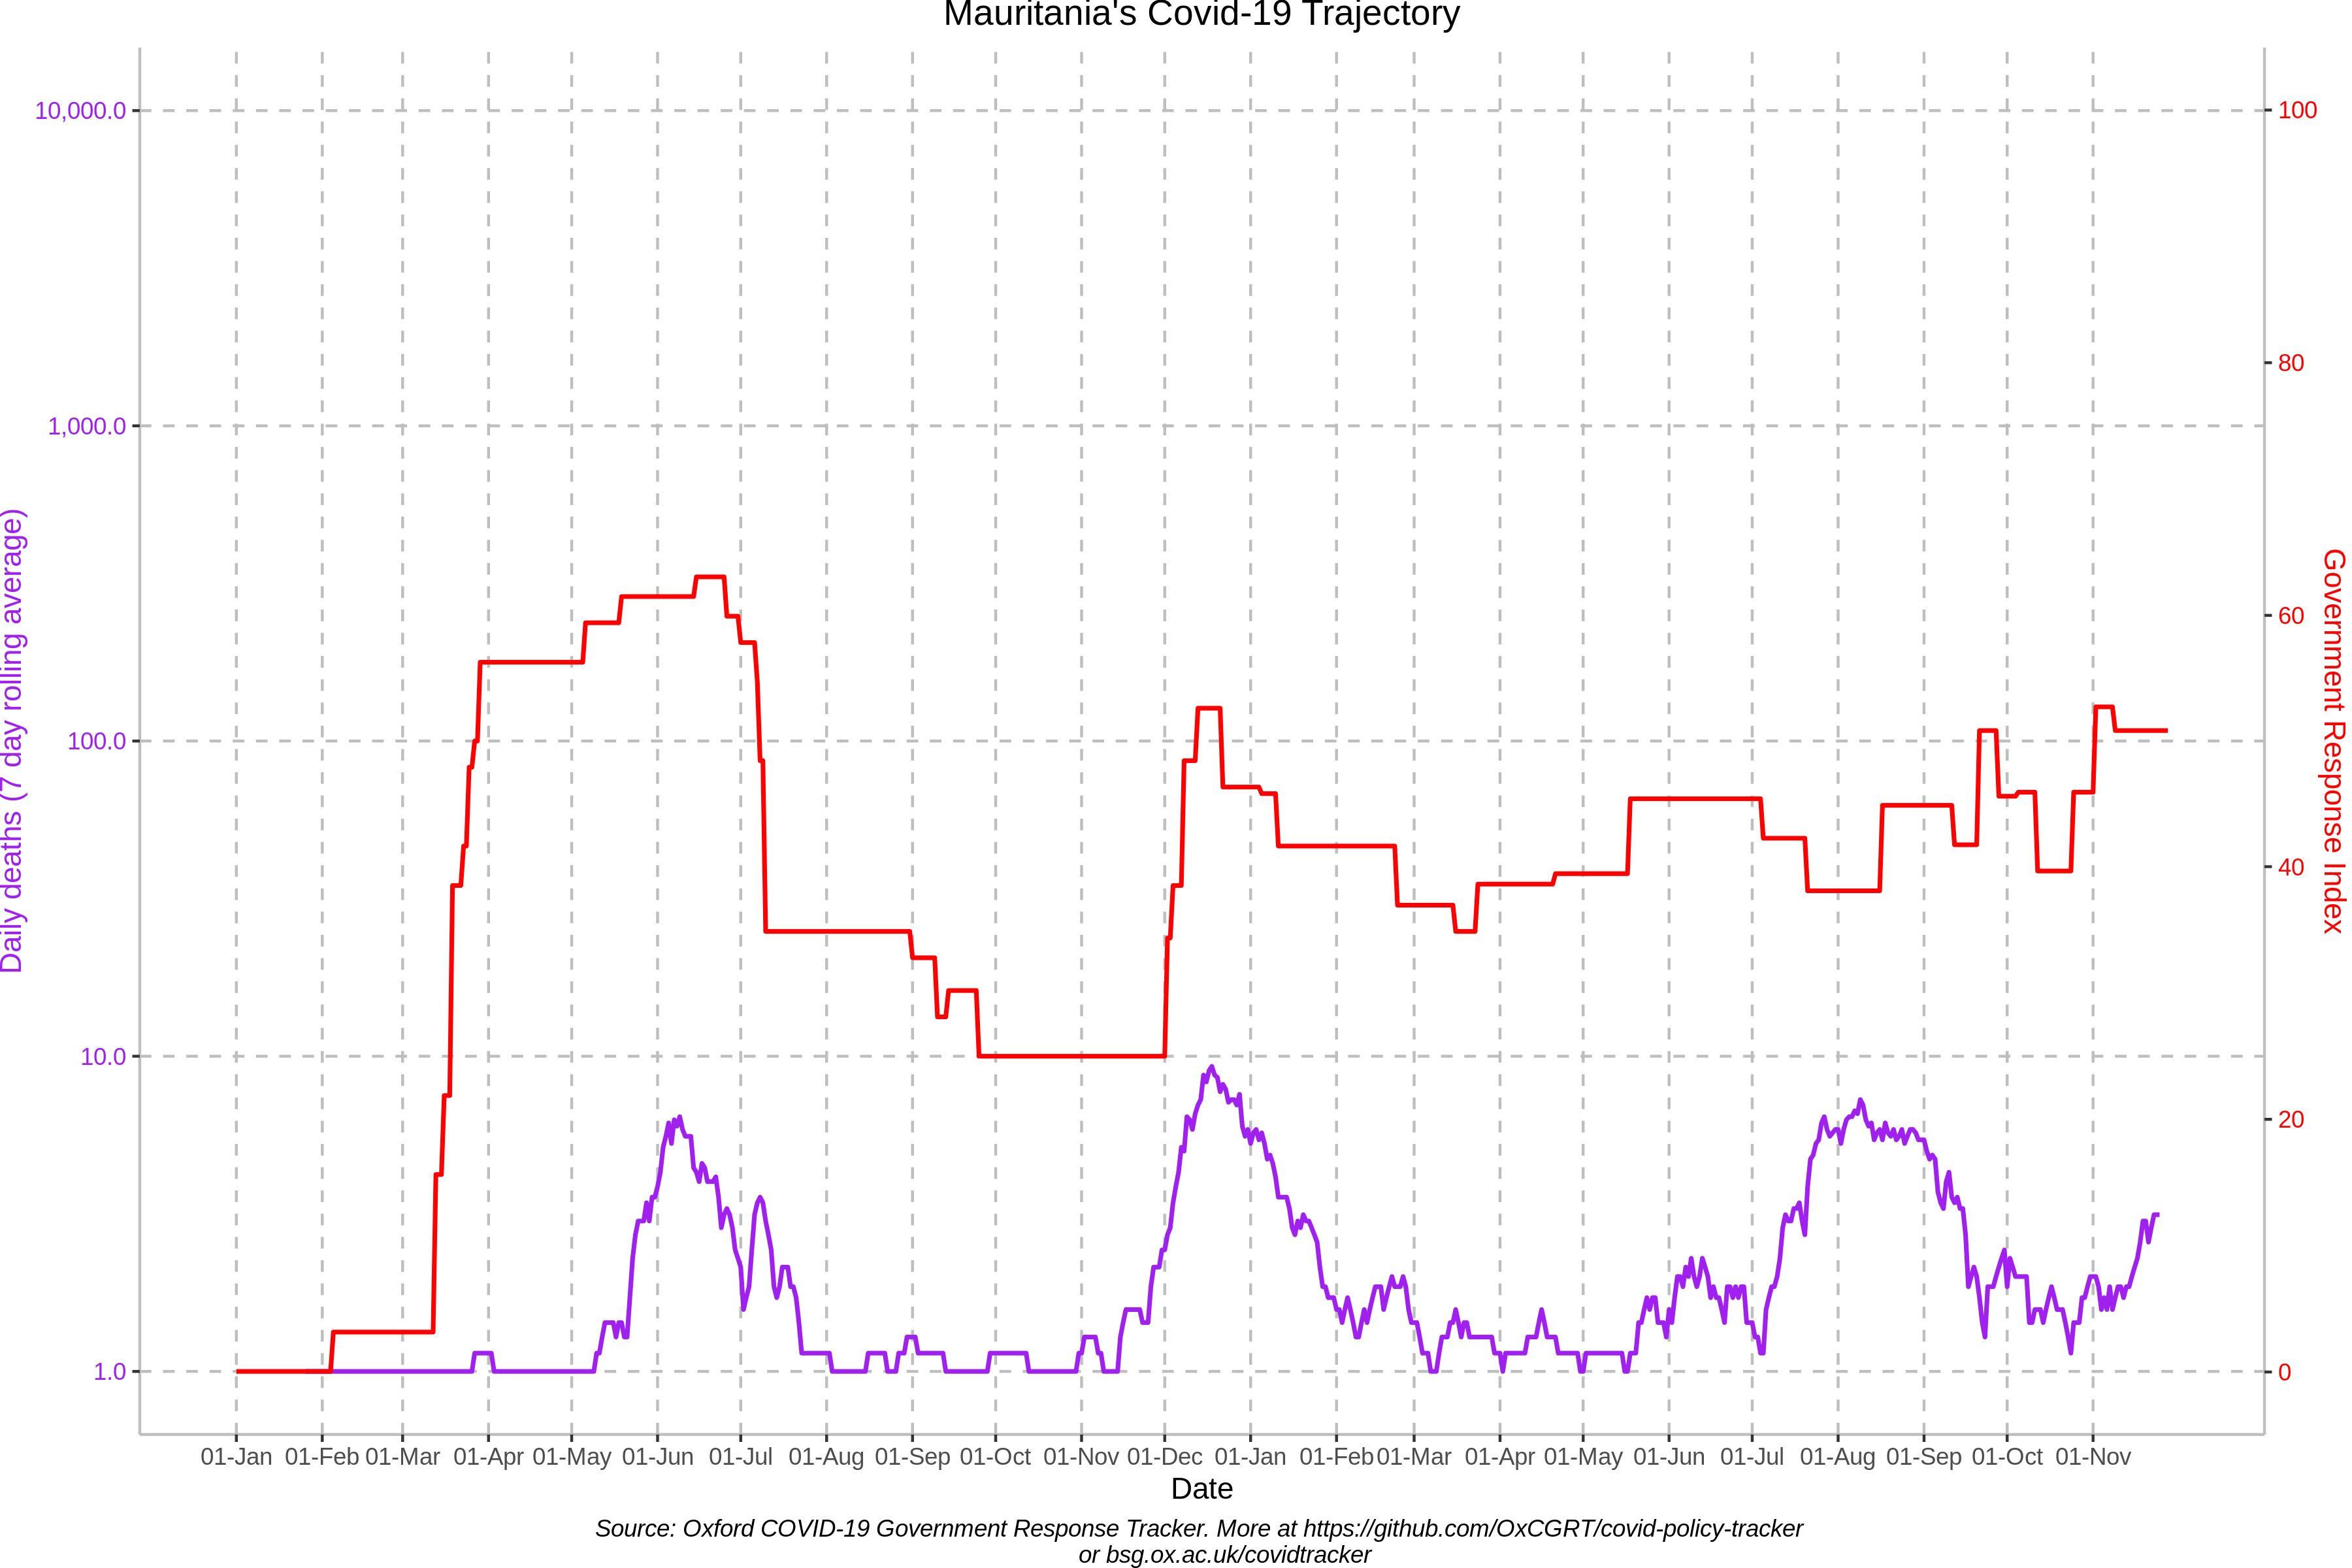 Mauritania's Covid-19 Trajectory
10,000.0
1,000.0
100.0
10.0
1.0
Daily deaths (7 day rolling average)
100
80
60
40
20
0
Government Response Index
01-Jan 01-Feb 01-Mar 01-Apr 01-May 01-Jun 01-Jul 01-Aug 01-Sep 01-Oct 01-Nov 01-Dec 01-Jan 01-Feb 01-Mar 01-Apr 01-May 01-Jun 01-Jul 01-Aug 01-Sep 01-Oct 01-Nov
Date
Source: Oxford COVID-19 Government Response Tracker. More at https://github.com/OxCGRT/covid-policy-tracker
or bsg.ox.ac.uk/covidtracker